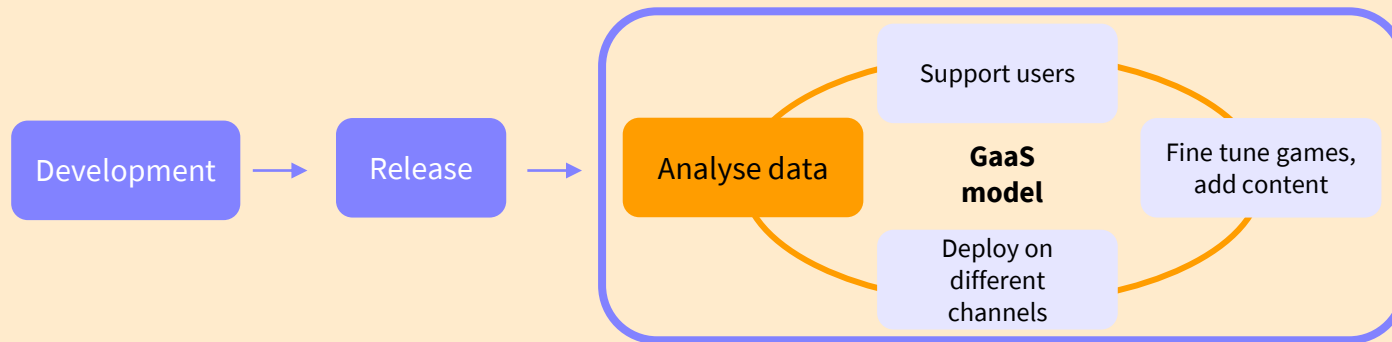 Development
Release
Analyse data
Support users
GaaS
model
Fine tune games,
add content
Deploy on
different
channels